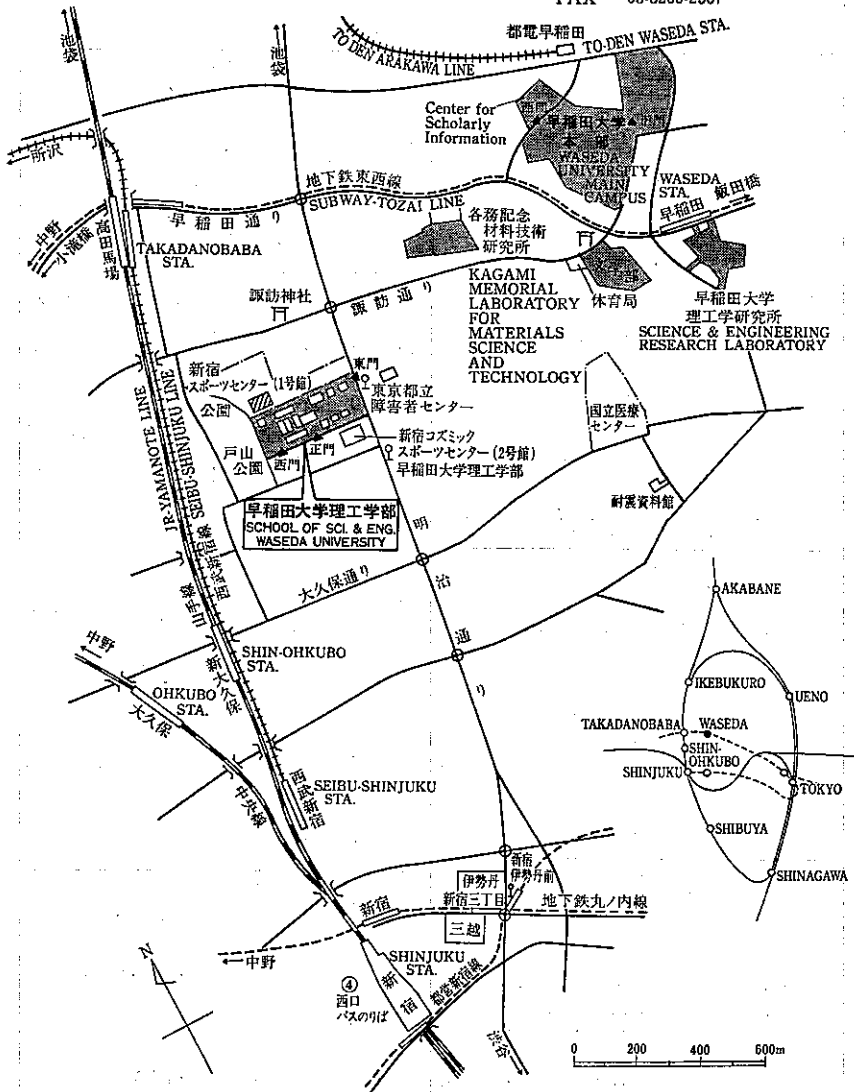 FAX
池袋
池袋
都電早稲田
TO-DEN WASEDA STA.
TO DEN ARAKAWA LINE
Center for
Scholarly
Information
西門
早稲田大学
本部
WASEDA
UNIVERSITY
MAIN
CAMPUS
WASEDA
STA.
早稲田
飯田橋
所沢
地下鉄東西線
SUBWAY-TOZAI LINE
早稲田通り
中野
小滝橋
高田馬場
TAKADANOBABA
STA.
各務記念
材料技術
研究所
KAGAMI
MEMORIAL
LABORATORY
FOR
MATERIALS
SCIENCE
AND
TECHNOLOGY
体育局
早稲田大学
理工学研究所
SCIENCE & ENGINEERING
RESEARCH LABORATORY
諏訪神社
諏訪通り
新宿
スポーツセンター(1号館)
公園
東門
東京都立
障害者センター
国立医療
センター
戸山
公園
西門
正門
新宿コズミック
スポーツセンター(2号館)
早稲田大学理工学部
早稲田大学理工学部
SCHOOL OF SCI. & ENG.
WASEDA UNIVERSITY
耐震資料館
JR-YAMANOTE LINE
SEIBU-SHINJUKU LINE
山手線
西武新宿線
大久保通り
明治通り
中野
SHIN-OHKUBO
STA.
新大久保
OHKUBO
STA.
大久保
中央線
西武新宿
SEIBU-SHINJUKU
STA.
AKABANE
IKEBUKURO
UENO
TAKADANOBABA
WASEDA
SHIN-
OHKUBO
SHINJUKU
TOKYO
SHIBUYA
SHINAGAWA
新宿
伊勢丹前
伊勢丹
新宿三丁目
地下鉄丸ノ内線
三越
新宿
中野
SHINJUKU
STA.
新宿
都営新宿線
④
西口
バスのりば
渋谷
N
0 200 400 600m